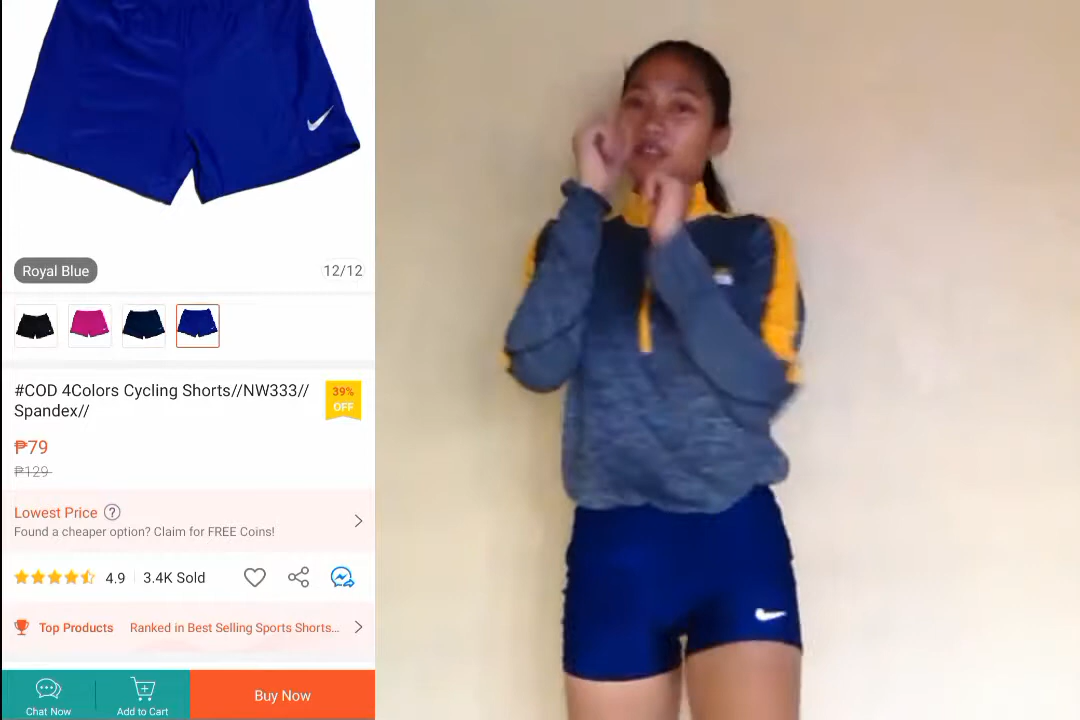 Royal Blue
12/12
#COD 4Colors Cycling Shorts//NW333//
Spandex//
39%
OFF
₱79
₱129
Lowest Price ?
Found a cheaper option? Claim for FREE Coins!
4.9
3.4K Sold
Top Products
Ranked in Best Selling Sports Shorts...
Chat Now
Add to Cart
Buy Now